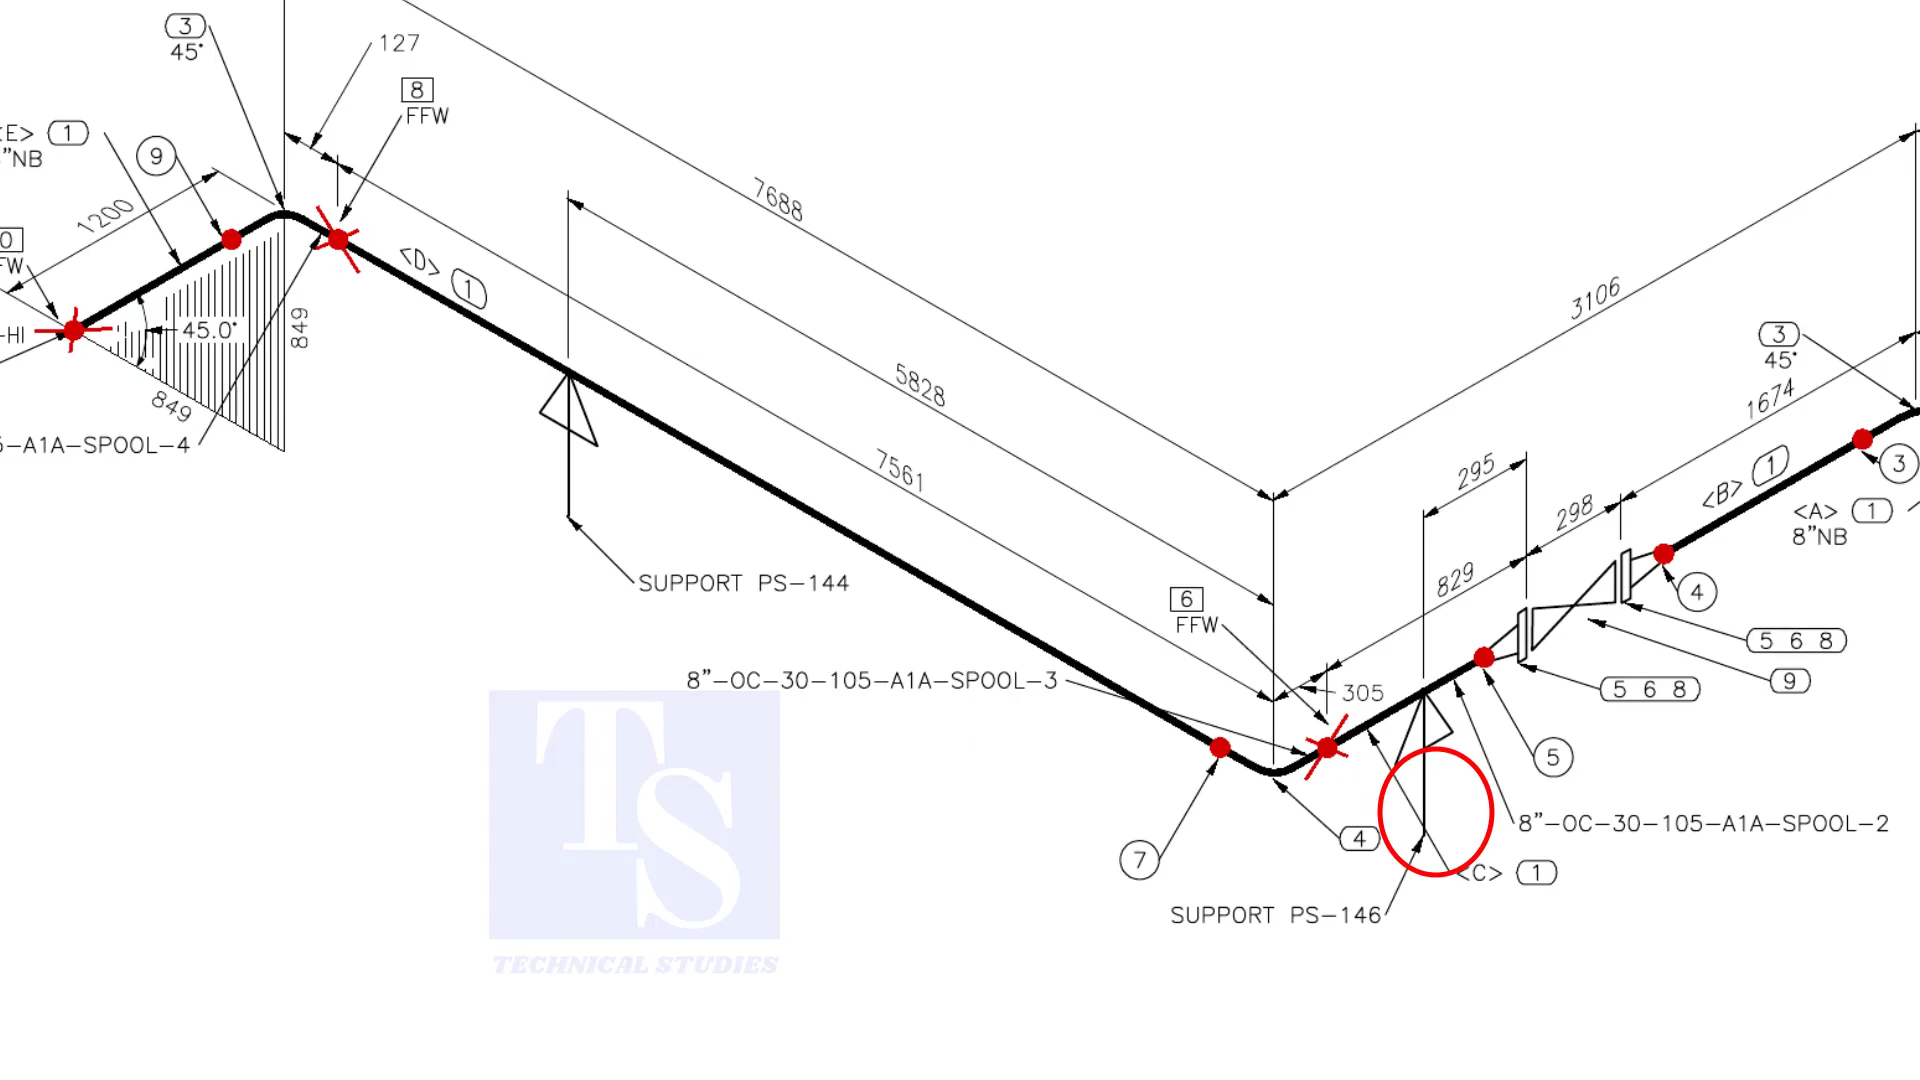 3
45°
127
8
FFW
<E> 1
"NB
9
1200
7688
0
FW
<D> 1
3106
-HI
45.0°
849
3
45°
5828
849
1674
-A1A-SPOOL-4
7561
295
<B> 1
3
298
<A> 1
8"NB
SUPPORT PS-144
829
6
FFW
4
5 6 8
8"-OC-30-105-A1A-SPOOL-3
305
5 6 8
9
5
8"-OC-30-105-A1A-SPOOL-2
7
4
<C> 1
SUPPORT PS-146
TS
TECHNICAL STUDIES